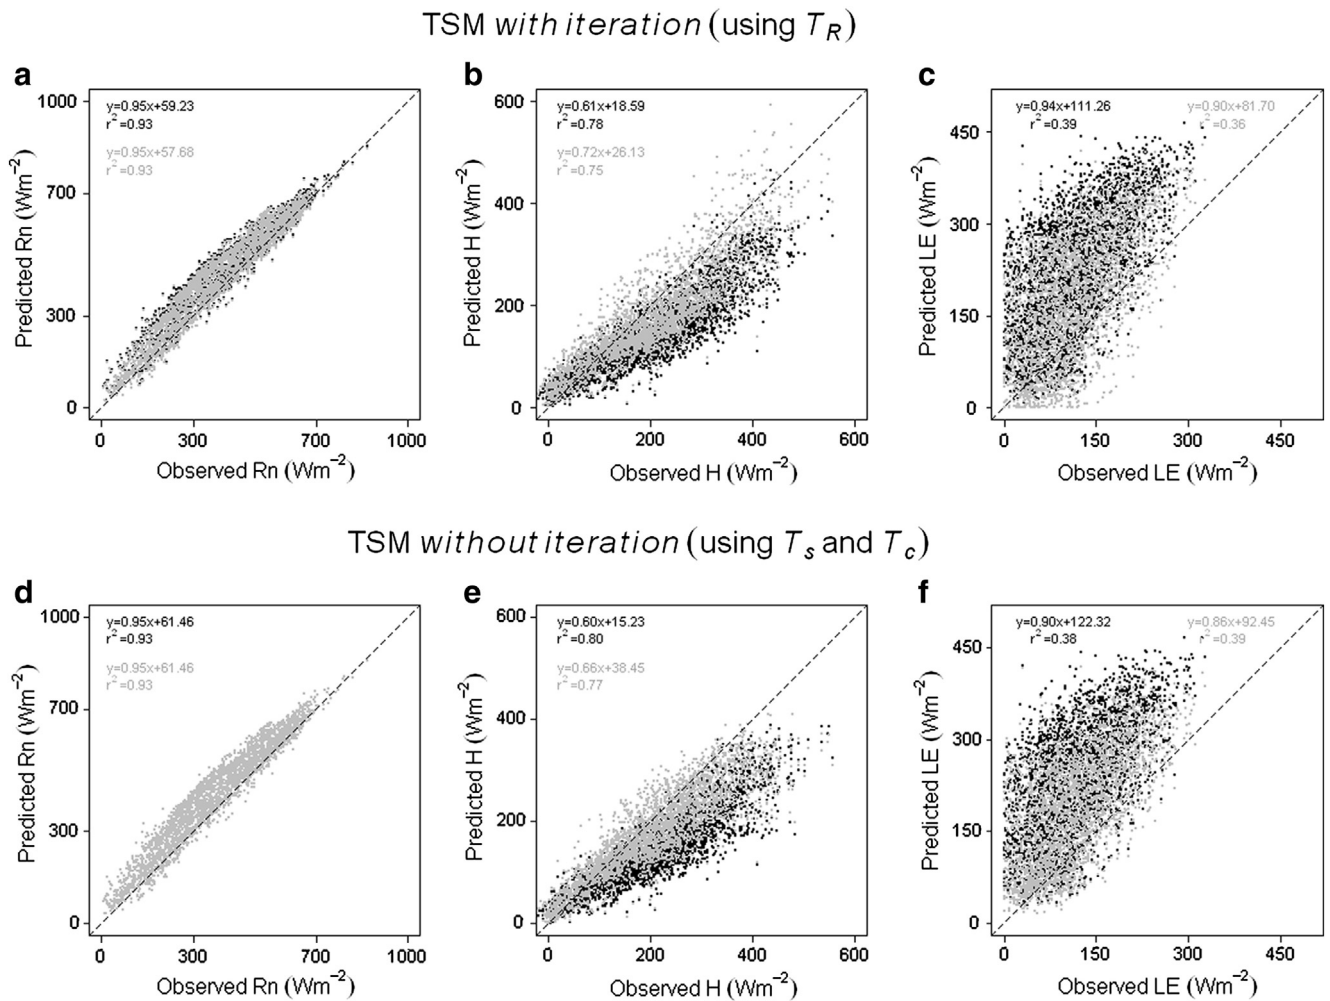 TSM with iteration (using T_R)
a
b
c
y=0.95x+59.23
r²=0.93
y=0.95x+57.68
r²=0.93
1000
700
300
0
Predicted Rn (Wm⁻²)
0 300 700 1000
Observed Rn (Wm⁻²)
y=0.61x+18.59
r²=0.78
y=0.72x+26.13
r²=0.75
600
400
200
0
Predicted H (Wm⁻²)
0 200 400 600
Observed H (Wm⁻²)
y=0.94x+111.26
r²=0.39
y=0.90x+81.70
r²=0.36
450
300
150
0
Predicted LE (Wm⁻²)
0 150 300 450
Observed LE (Wm⁻²)
TSM without iteration (using T_s and T_c)
d
e
f
y=0.95x+61.46
r²=0.93
y=0.95x+61.46
r²=0.93
1000
700
300
0
Predicted Rn (Wm⁻²)
0 300 700 1000
Observed Rn (Wm⁻²)
y=0.60x+15.23
r²=0.80
y=0.66x+38.45
r²=0.77
600
400
200
0
Predicted H (Wm⁻²)
0 200 400 600
Observed H (Wm⁻²)
y=0.90x+122.32
r²=0.38
y=0.86x+92.45
r²=0.39
450
300
150
0
Predicted LE (Wm⁻²)
0 150 300 450
Observed LE (Wm⁻²)